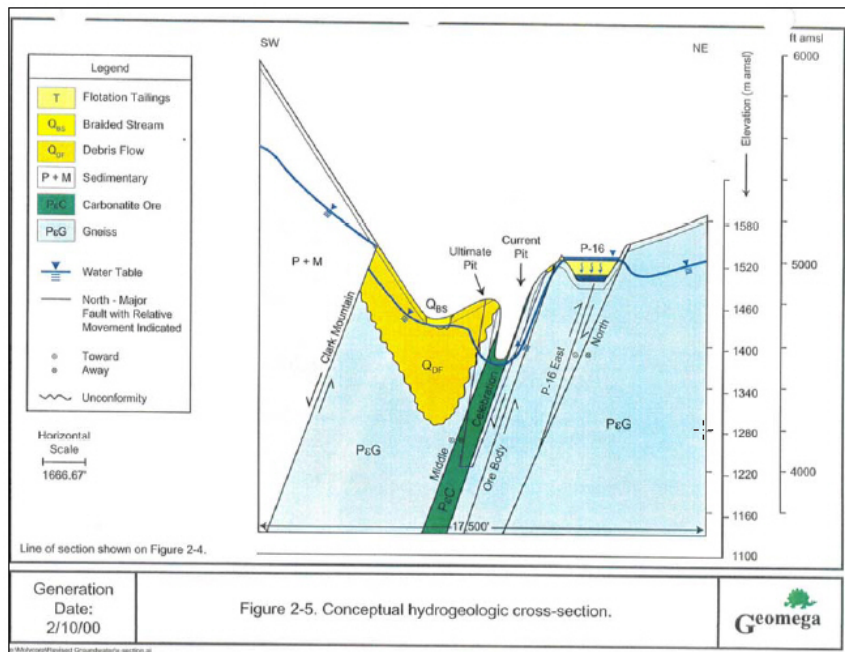 SW
NE
ft amsl
6000
Legend
T Flotation Tailings
QBS Braided Stream
QDF Debris Flow
P + M Sedimentary
PεC Carbonatite Ore
PεG Gneiss
Water Table
North - Major
Fault with Relative
Movement Indicated
Toward
Away
Unconformity
Horizontal
Scale
1666.67'
Elevation (m amsl)
P + M
Clark Mountain
QBS
QDF
Ultimate
Pit
Current
Pit
P-16
PεG
Middle
PεC
Celebration
Ore Body
P-16 East
North
PεG
17,500'
1580
1520
1460
1400
1340
1280
1220
1160
1100
5000
4000
Line of section shown on Figure 2-4.
Generation
Date:
2/10/00
Figure 2-5. Conceptual hydrogeologic cross-section.
Geomega